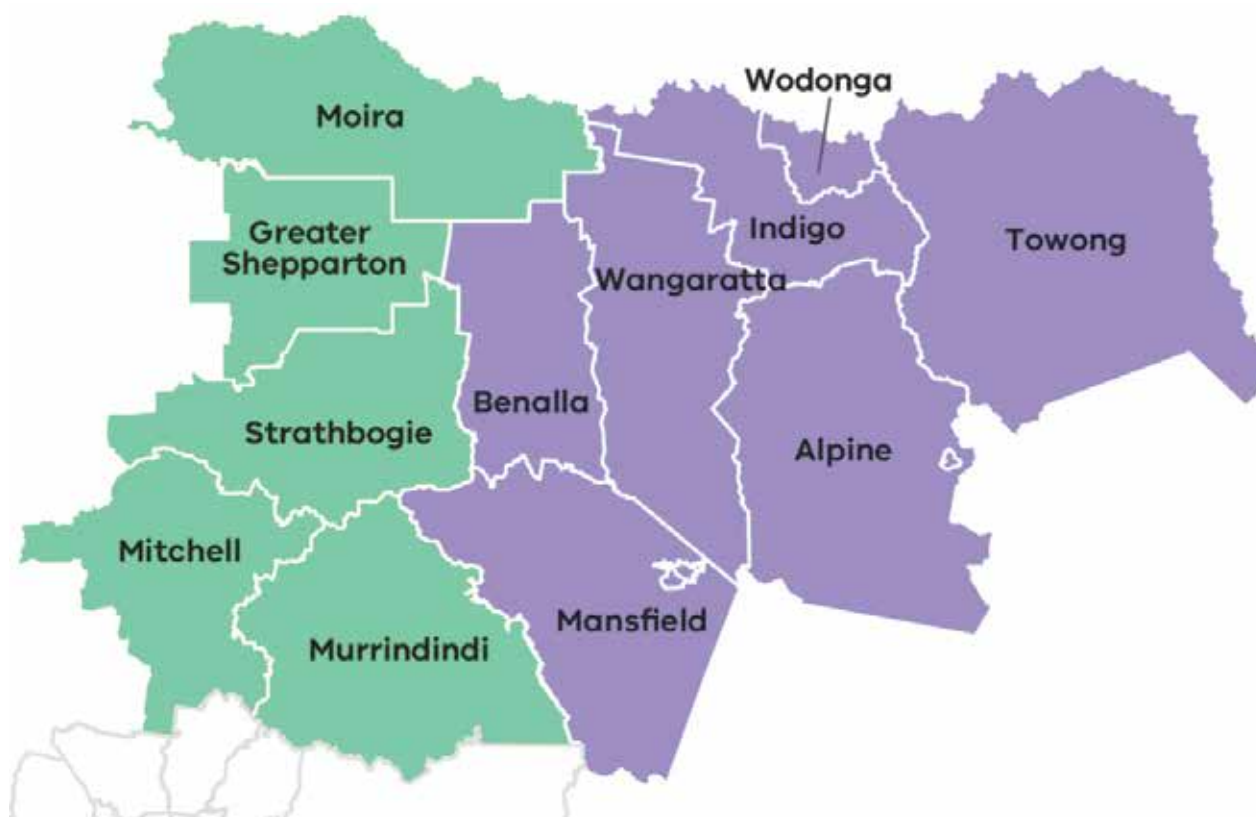 Wodonga
Moira
Greater
Shepparton
Indigo
Towong
Wangaratta
Benalla
Strathbogie
Alpine
Mitchell
Mansfield
Murrindindi